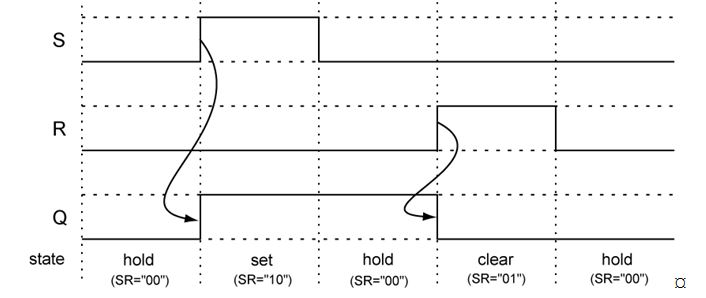 S
R
Q
state hold set hold clear hold
(SR="00") (SR="10") (SR="00") (SR="01") (SR="00")
¤